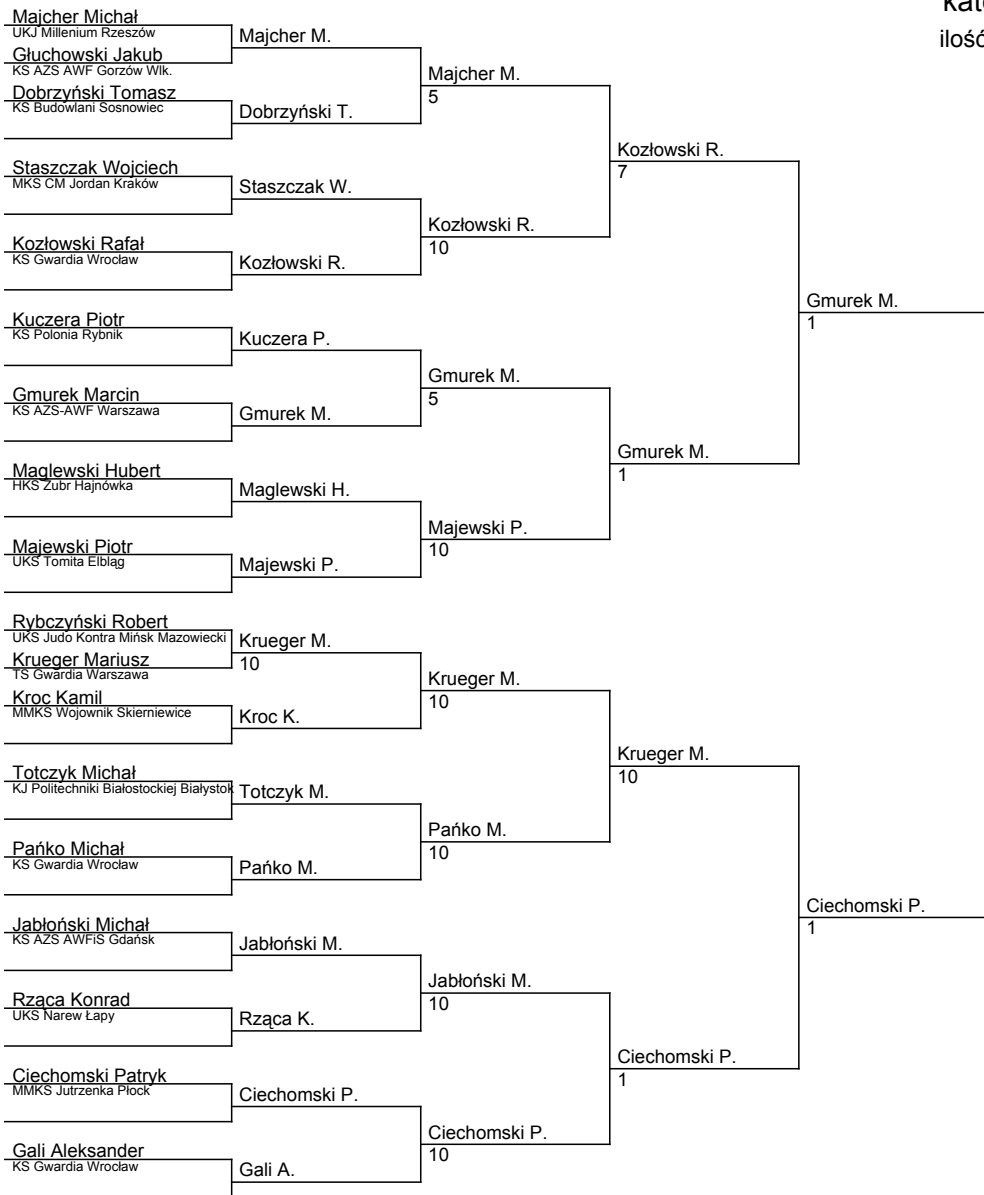 kat
ilość
Majcher Michał
UKJ Millenium Rzeszów
Głuchowski Jakub
KS AZS AWF Gorzów Wlk.
Dobrzyński Tomasz
KS Budowlani Sosnowiec
Staszczak Wojciech
MKS CM Jordan Kraków
Kozłowski Rafał
KS Gwardia Wrocław
Kuczera Piotr
KS Polonia Rybnik
Gmurek Marcin
KS AZS-AWF Warszawa
Maglewski Hubert
HKS Żubr Hajnówka
Majewski Piotr
UKS Tomita Elbląg
Rybczyński Robert
UKS Judo Kontra Mińsk Mazowiecki
Krueger Mariusz
TS Gwardia Warszawa
Kroc Kamil
MMKS Wojownik Skierniewice
Totczyk Michał
KJ Politechniki Białostockiej Białystok
Pańko Michał
KS Gwardia Wrocław
Jabłoński Michał
KS AZS AWFiS Gdańsk
Rząca Konrad
UKS Narew Łapy
Ciechomski Patryk
MMKS Jutrzenka Płock
Gali Aleksander
KS Gwardia Wrocław
Majcher M.
Dobrzyński T.
Staszczak W.
Kozłowski R.
Kuczera P.
Gmurek M.
Maglewski H.
Majewski P.
Krueger M.
10
Kroc K.
Totczyk M.
Pańko M.
Jabłoński M.
Rząca K.
Ciechomski P.
Gali A.
Majcher M.
5
Kozłowski R.
10
Gmurek M.
5
Majewski P.
10
Krueger M.
10
Pańko M.
10
Jabłoński M.
10
Ciechomski P.
10
Kozłowski R.
7
Gmurek M.
1
Krueger M.
10
Ciechomski P.
1
Gmurek M.
1
Ciechomski P.
1